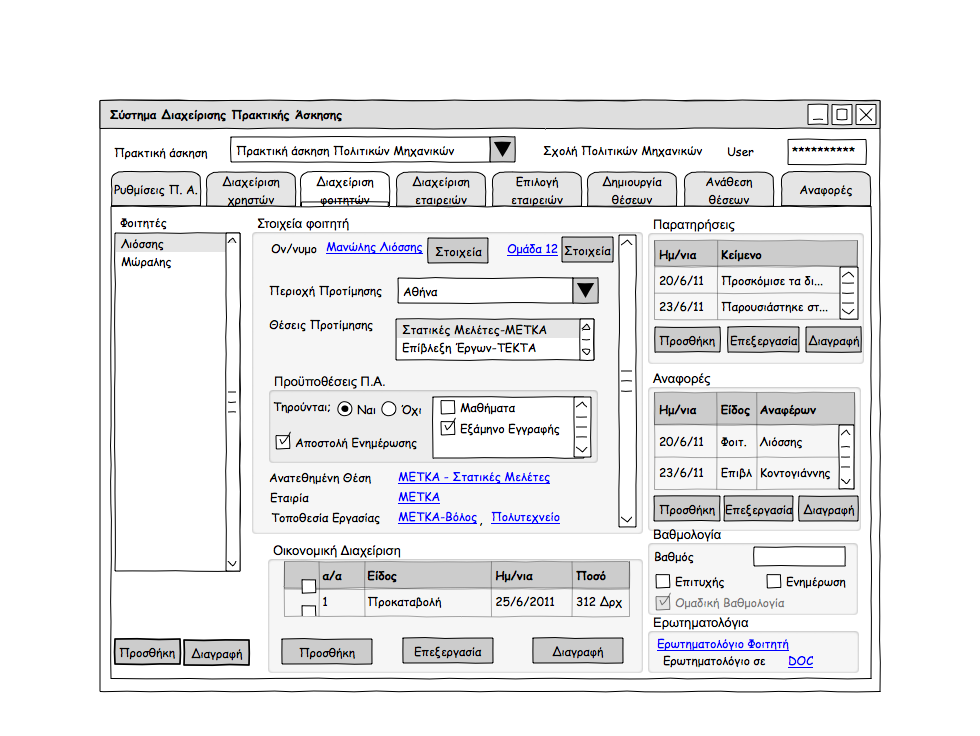 Σύστημα Διαχείρισης Πρακτικής Άσκησης
Πρακτική άσκηση
Πρακτική άσκηση Πολιτικών Μηχανικών
Σχολή Πολιτικών Μηχανικών
User
**********
Ρυθμίσεις Π. Α.
Διαχείριση χρηστών
Διαχείριση φοιτητών
Διαχείριση εταιρειών
Επιλογή εταιρειών
Δημιουργία θέσεων
Ανάθεση θέσεων
Αναφορές
Φοιτητές
Λιόσσης
Μώραλης
Προσθήκη
Διαγραφή
Στοιχεία φοιτητή
Ον/νυμο
Μανώλης Λιόσσης
Στοιχεία
Ομάδα 12
Στοιχεία
Περιοχή Προτίμησης
Αθήνα
Θέσεις Προτίμησης
Στατικές Μελέτες-ΜΕΤΚΑ
Επίβλεξη Έργων-ΤΕΚΤΑ
Προϋποθέσεις Π.Α.
Τηρούνται;
Ναι
Όχι
Μαθήματα
Εξάμηνο Εγγραφής
Αποστολή Ενημέρωσης
Ανατεθημένη Θέση
ΜΕΤΚΑ - Στατικές Μελέτες
Εταιρία
ΜΕΤΚΑ
Τοποθεσία Εργασίας
ΜΕΤΚΑ-Βόλος , Πολυτεχνείο
Οικονομική Διαχείριση
α/α Είδος Ημ/νια Ποσό
1 Προκαταβολή 25/6/2011 312 Δρχ
Προσθήκη
Επεξεργασία
Διαγραφή
Παρατηρήσεις
Ημ/νια Κείμενο
20/6/11 Προσκόμισε τα δι...
23/6/11 Παρουσιάστηκε στ...
Προσθήκη
Επεξεργασία
Διαγραφή
Αναφορές
Ημ/νια Είδος Αναφέρων
20/6/11 Φοιτ. Λιόσσης
23/6/11 Επιβλ Κοντογιάννης
Προσθήκη
Επεξεργασία
Διαγραφή
Βαθμολογία
Βαθμός
Επιτυχής
Ενημέρωση
Ομαδική Βαθμολογία
Ερωτηματολόγια
Ερωτηματολόγιο Φοιτητή
Ερωτηματολόγιο σε DOC